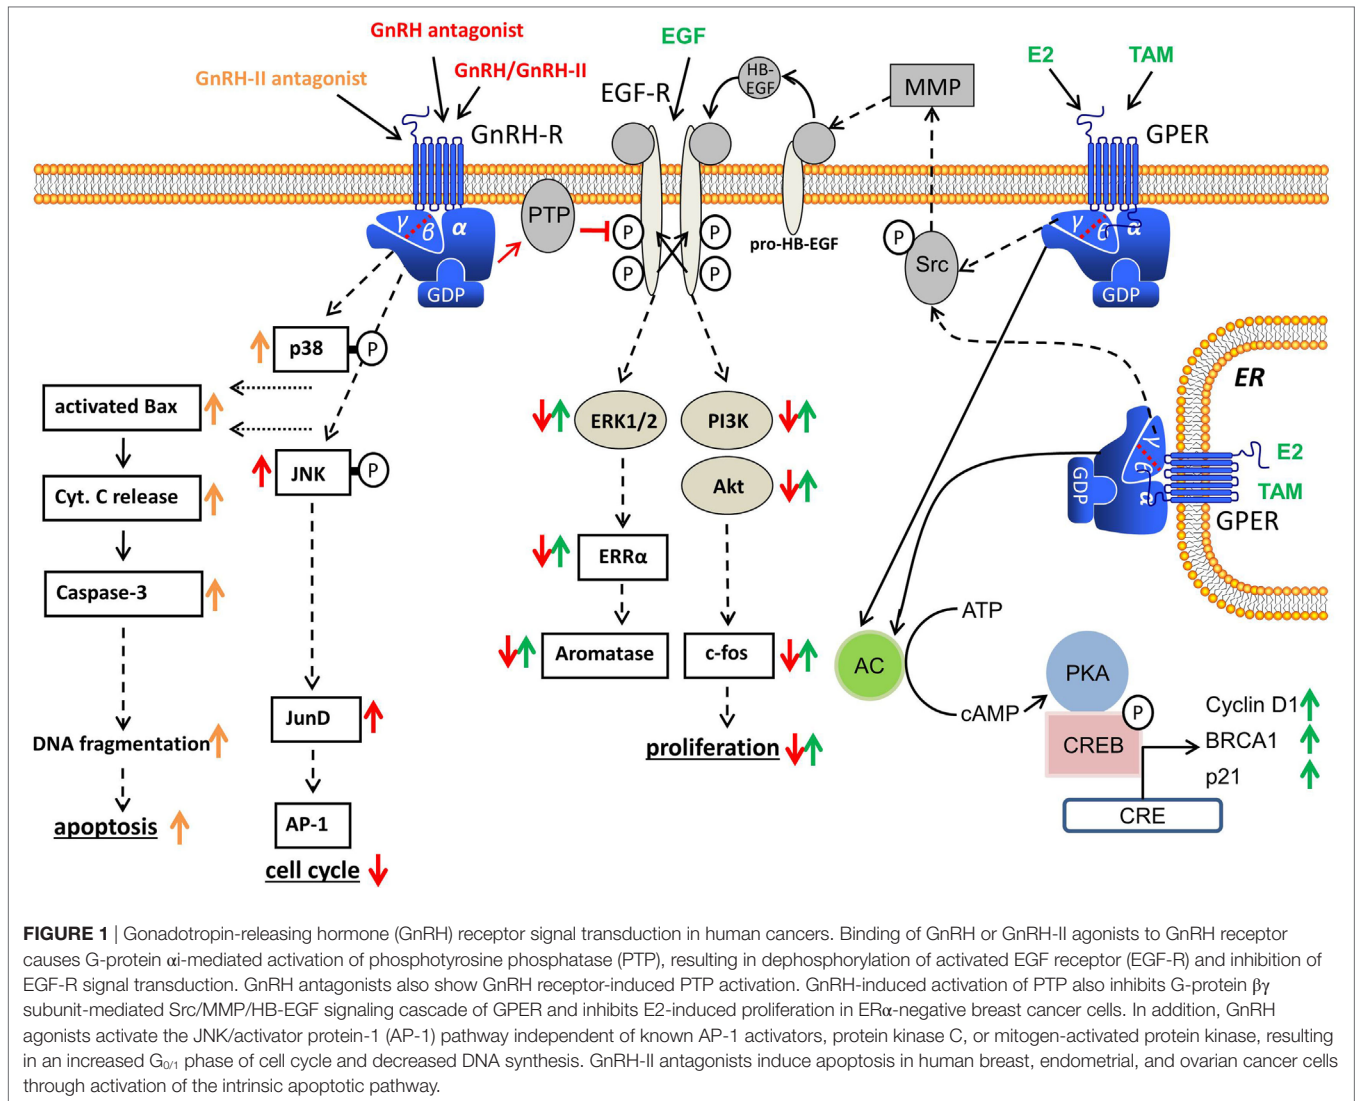 GnRH antagonist
EGF
E2
TAM
GnRH-II antagonist
GnRH/GnRH-II
EGF-R
HB-
EGF
MMP
GnRH-R
GPER
PTP
P
P
P
P
pro-HB-EGF
P
Src
γ
β
α
GDP
γ
β
α
GDP
p38
P
ER
activated Bax
ERK1/2
PI3K
JNK
P
Cyt. C release
Akt
γ
β
α
GDP
E2
TAM
GPER
ERRα
Caspase-3
ATP
Aromatase
c-fos
AC
PKA
cAMP
P
CREB
Cyclin D1
BRCA1
p21
JunD
DNA fragmentation
proliferation
apoptosis
AP-1
CRE
cell cycle
FIGURE 1 | Gonadotropin-releasing hormone (GnRH) receptor signal transduction in human cancers. Binding of GnRH or GnRH-II agonists to GnRH receptor
causes G-protein αi-mediated activation of phosphotyrosine phosphatase (PTP), resulting in dephosphorylation of activated EGF receptor (EGF-R) and inhibition of
EGF-R signal transduction. GnRH antagonists also show GnRH receptor-induced PTP activation. GnRH-induced activation of PTP also inhibits G-protein βγ
subunit-mediated Src/MMP/HB-EGF signaling cascade of GPER and inhibits E2-induced proliferation in ERα-negative breast cancer cells. In addition, GnRH
agonists activate the JNK/activator protein-1 (AP-1) pathway independent of known AP-1 activators, protein kinase C, or mitogen-activated protein kinase, resulting
in an increased G0/1 phase of cell cycle and decreased DNA synthesis. GnRH-II antagonists induce apoptosis in human breast, endometrial, and ovarian cancer cells
through activation of the intrinsic apoptotic pathway.